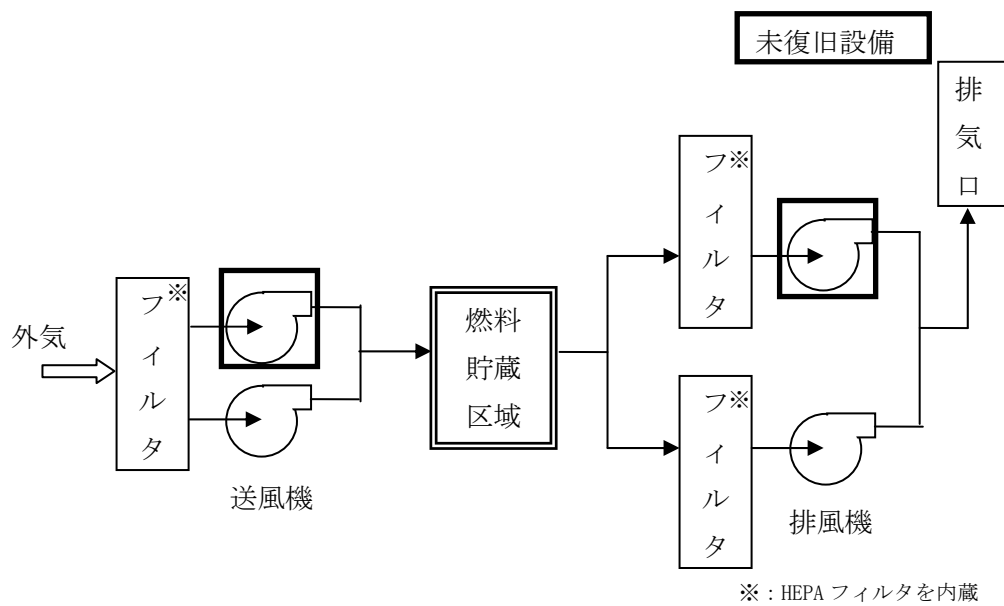 未復旧設備
排気口
フィルタ※
フィルタ※
外気
燃料
貯蔵
区域
フィルタ※
送風機
排風機
※：HEPA フィルタを内蔵